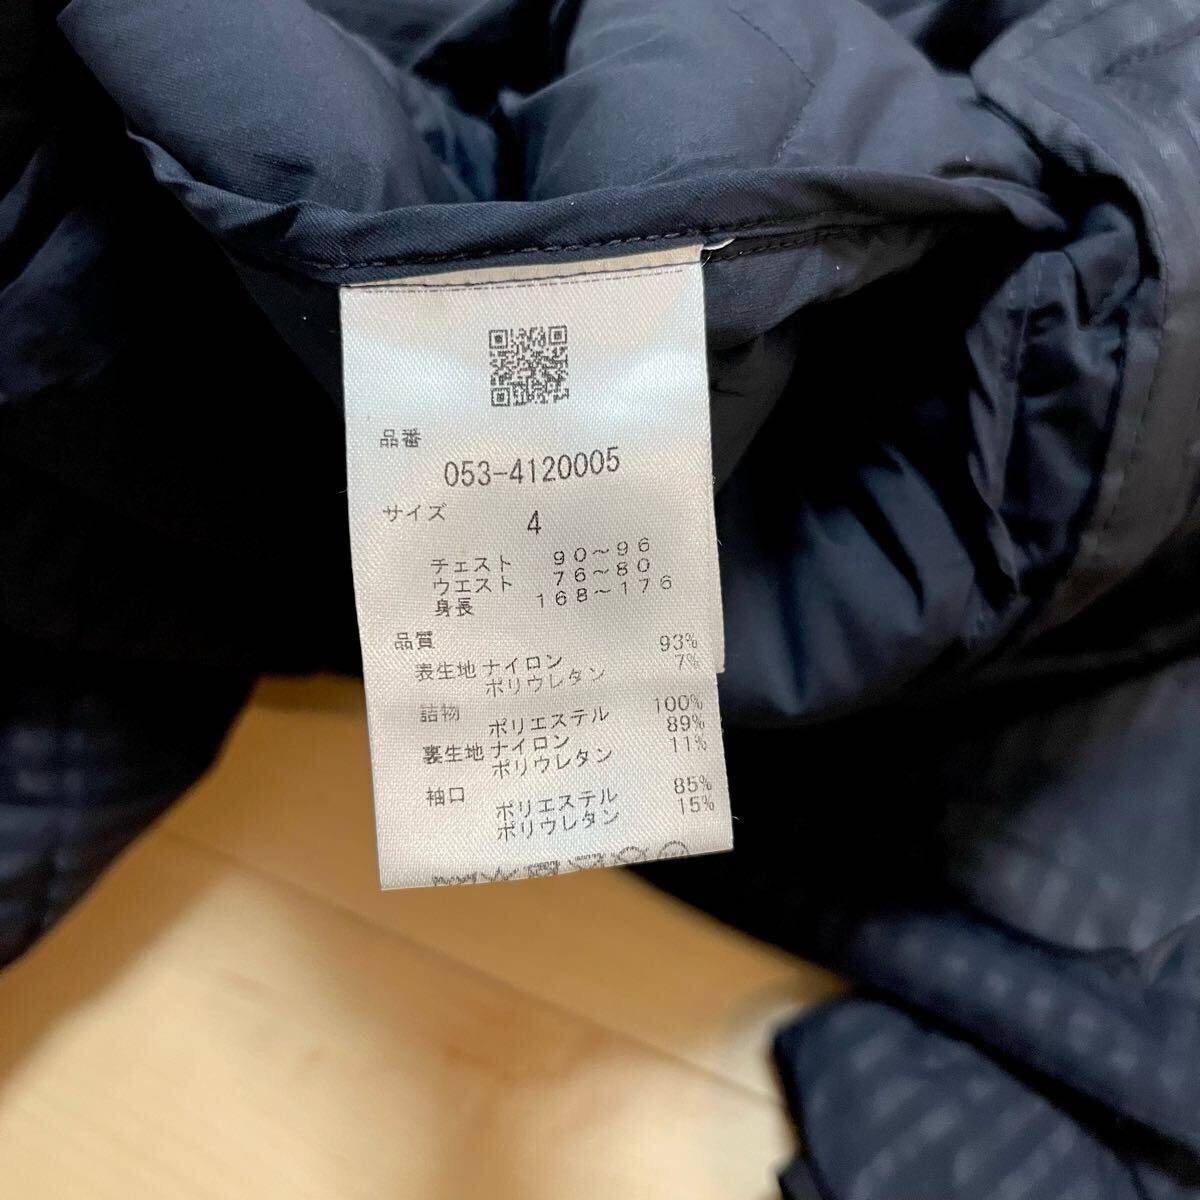 品番
053-4120005
サイズ 4
チェスト 90～96
ウエスト 76～80
身長 168～176
品質
表生地 ナイロン 93%
ポリウレタン 7%
詰物 ポリエステル 100%
裏生地 ナイロン 89%
ポリウレタン 11%
袖口 ポリエステル 85%
ポリウレタン 15%